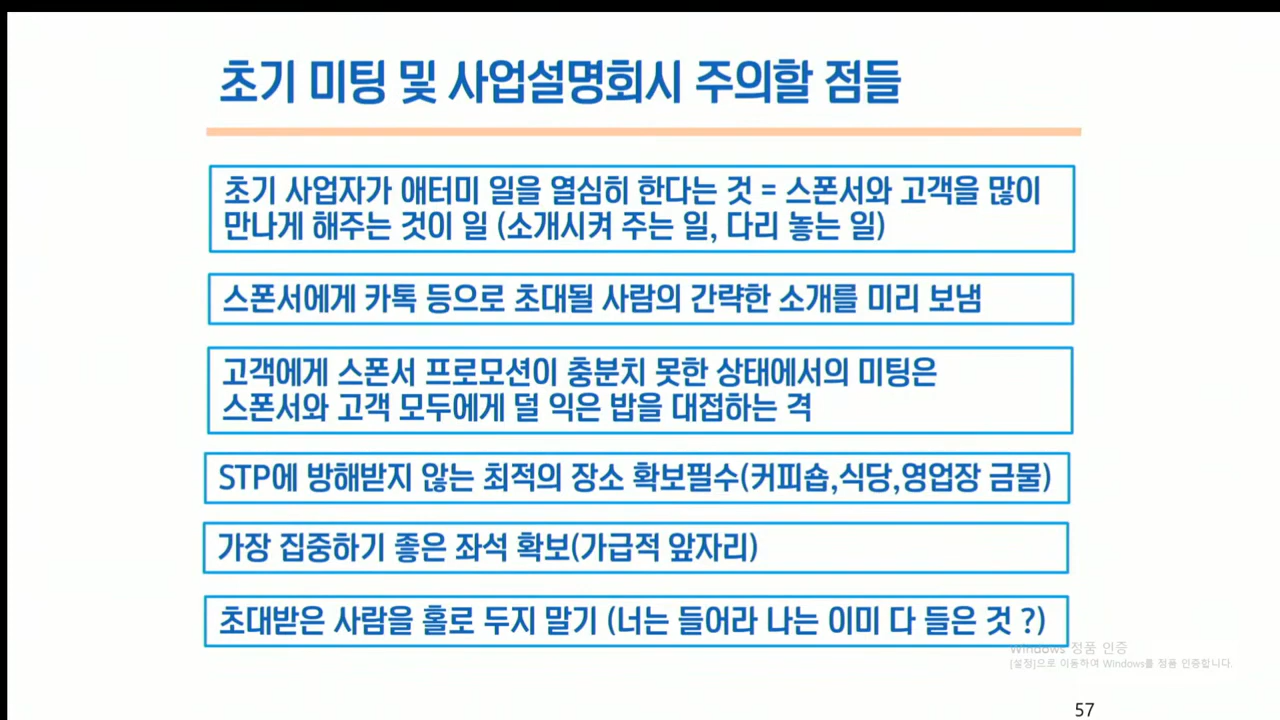 초기 미팅 및 사업설명회시 주의할 점들
초기 사업자가 애터미 일을 열심히 한다는 것 = 스폰서와 고객을 많이
만나게 해주는 것이 일 (소개시켜 주는 일, 다리 놓는 일)
스폰서에게 카톡 등으로 초대될 사람의 간략한 소개를 미리 보냄
고객에게 스폰서 프로모션이 충분치 못한 상태에서의 미팅은
스폰서와 고객 모두에게 덜 익은 밥을 대접하는 격
STP에 방해받지 않는 최적의 장소 확보필수(커피숍,식당,영업장 금물)
가장 집중하기 좋은 좌석 확보(가급적 앞자리)
초대받은 사람을 홀로 두지 말기 (너는 들어라 나는 이미 다 들은 것 ?)
Windows 정품 인증
[설정]으로 이동하여 Windows를 정품 인증합니다.
57